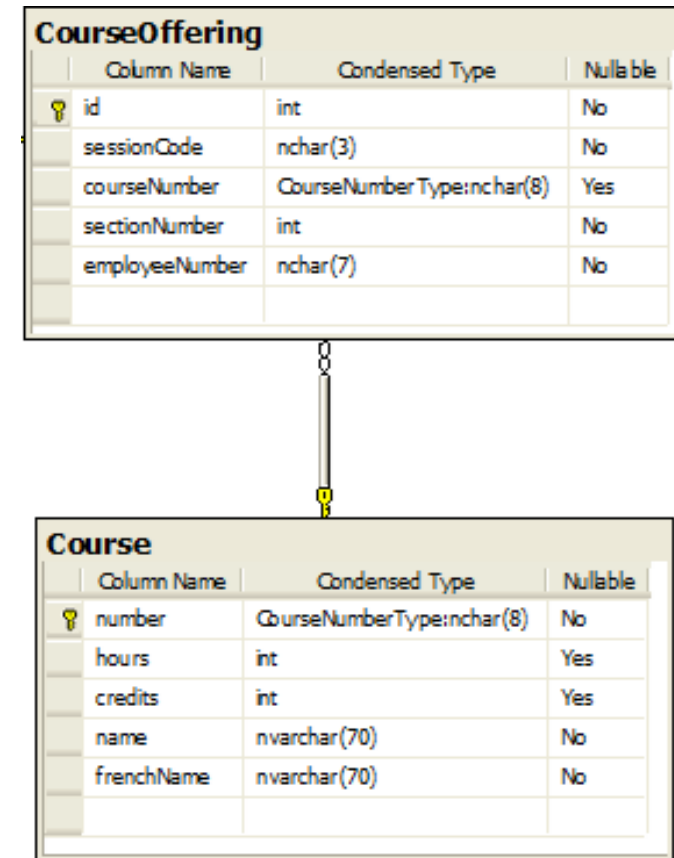 CourseOffering
Column Name Condensed Type Nullable
id int No
sessionCode nchar(3) No
courseNumber CourseNumberType:nchar(8) Yes
sectionNumber int No
employeeNumber nchar(7) No
Course
Column Name Condensed Type Nullable
number CourseNumberType:nchar(8) No
hours int Yes
credits int Yes
name nvarchar(70) No
frenchName nvarchar(70) No